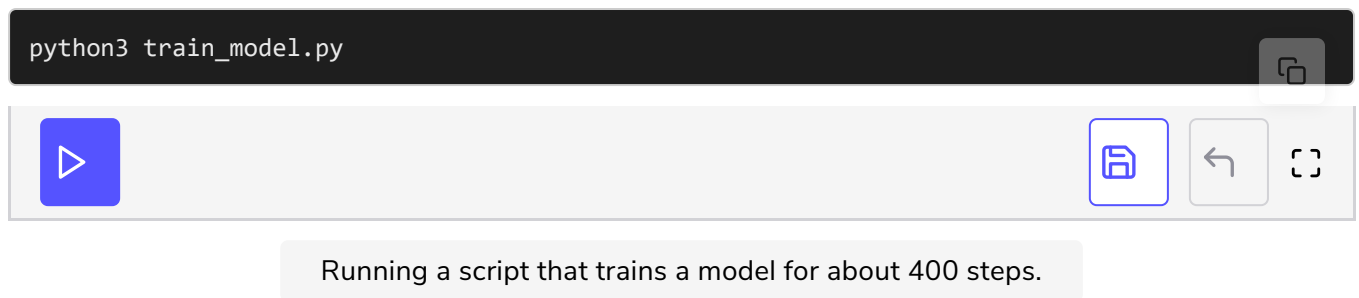 python3 train_model.py
Running a script that trains a model for about 400 steps.